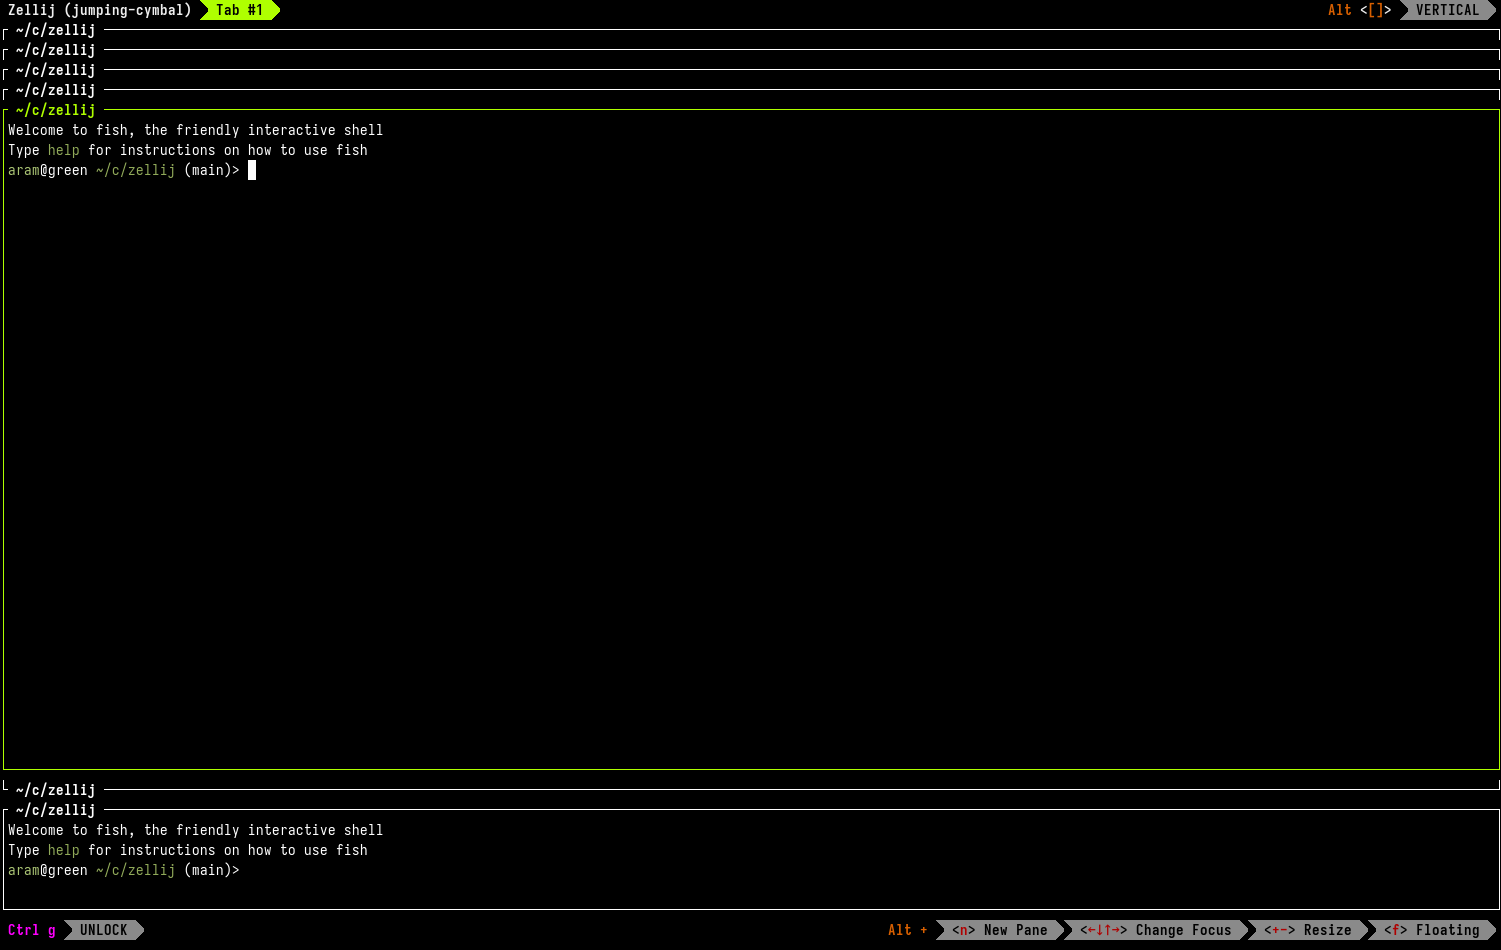 Zellij (jumping-cymbal) Tab #1 Alt <[]> VERTICAL
~/c/zellij
~/c/zellij
~/c/zellij
~/c/zellij
~/c/zellij
Welcome to fish, the friendly interactive shell
Type help for instructions on how to use fish
aram@green ~/c/zellij (main)>
~/c/zellij
~/c/zellij
Welcome to fish, the friendly interactive shell
Type help for instructions on how to use fish
aram@green ~/c/zellij (main)>
Ctrl g UNLOCK Alt + <n> New Pane <←↓↑→> Change Focus <+-> Resize <f> Floating